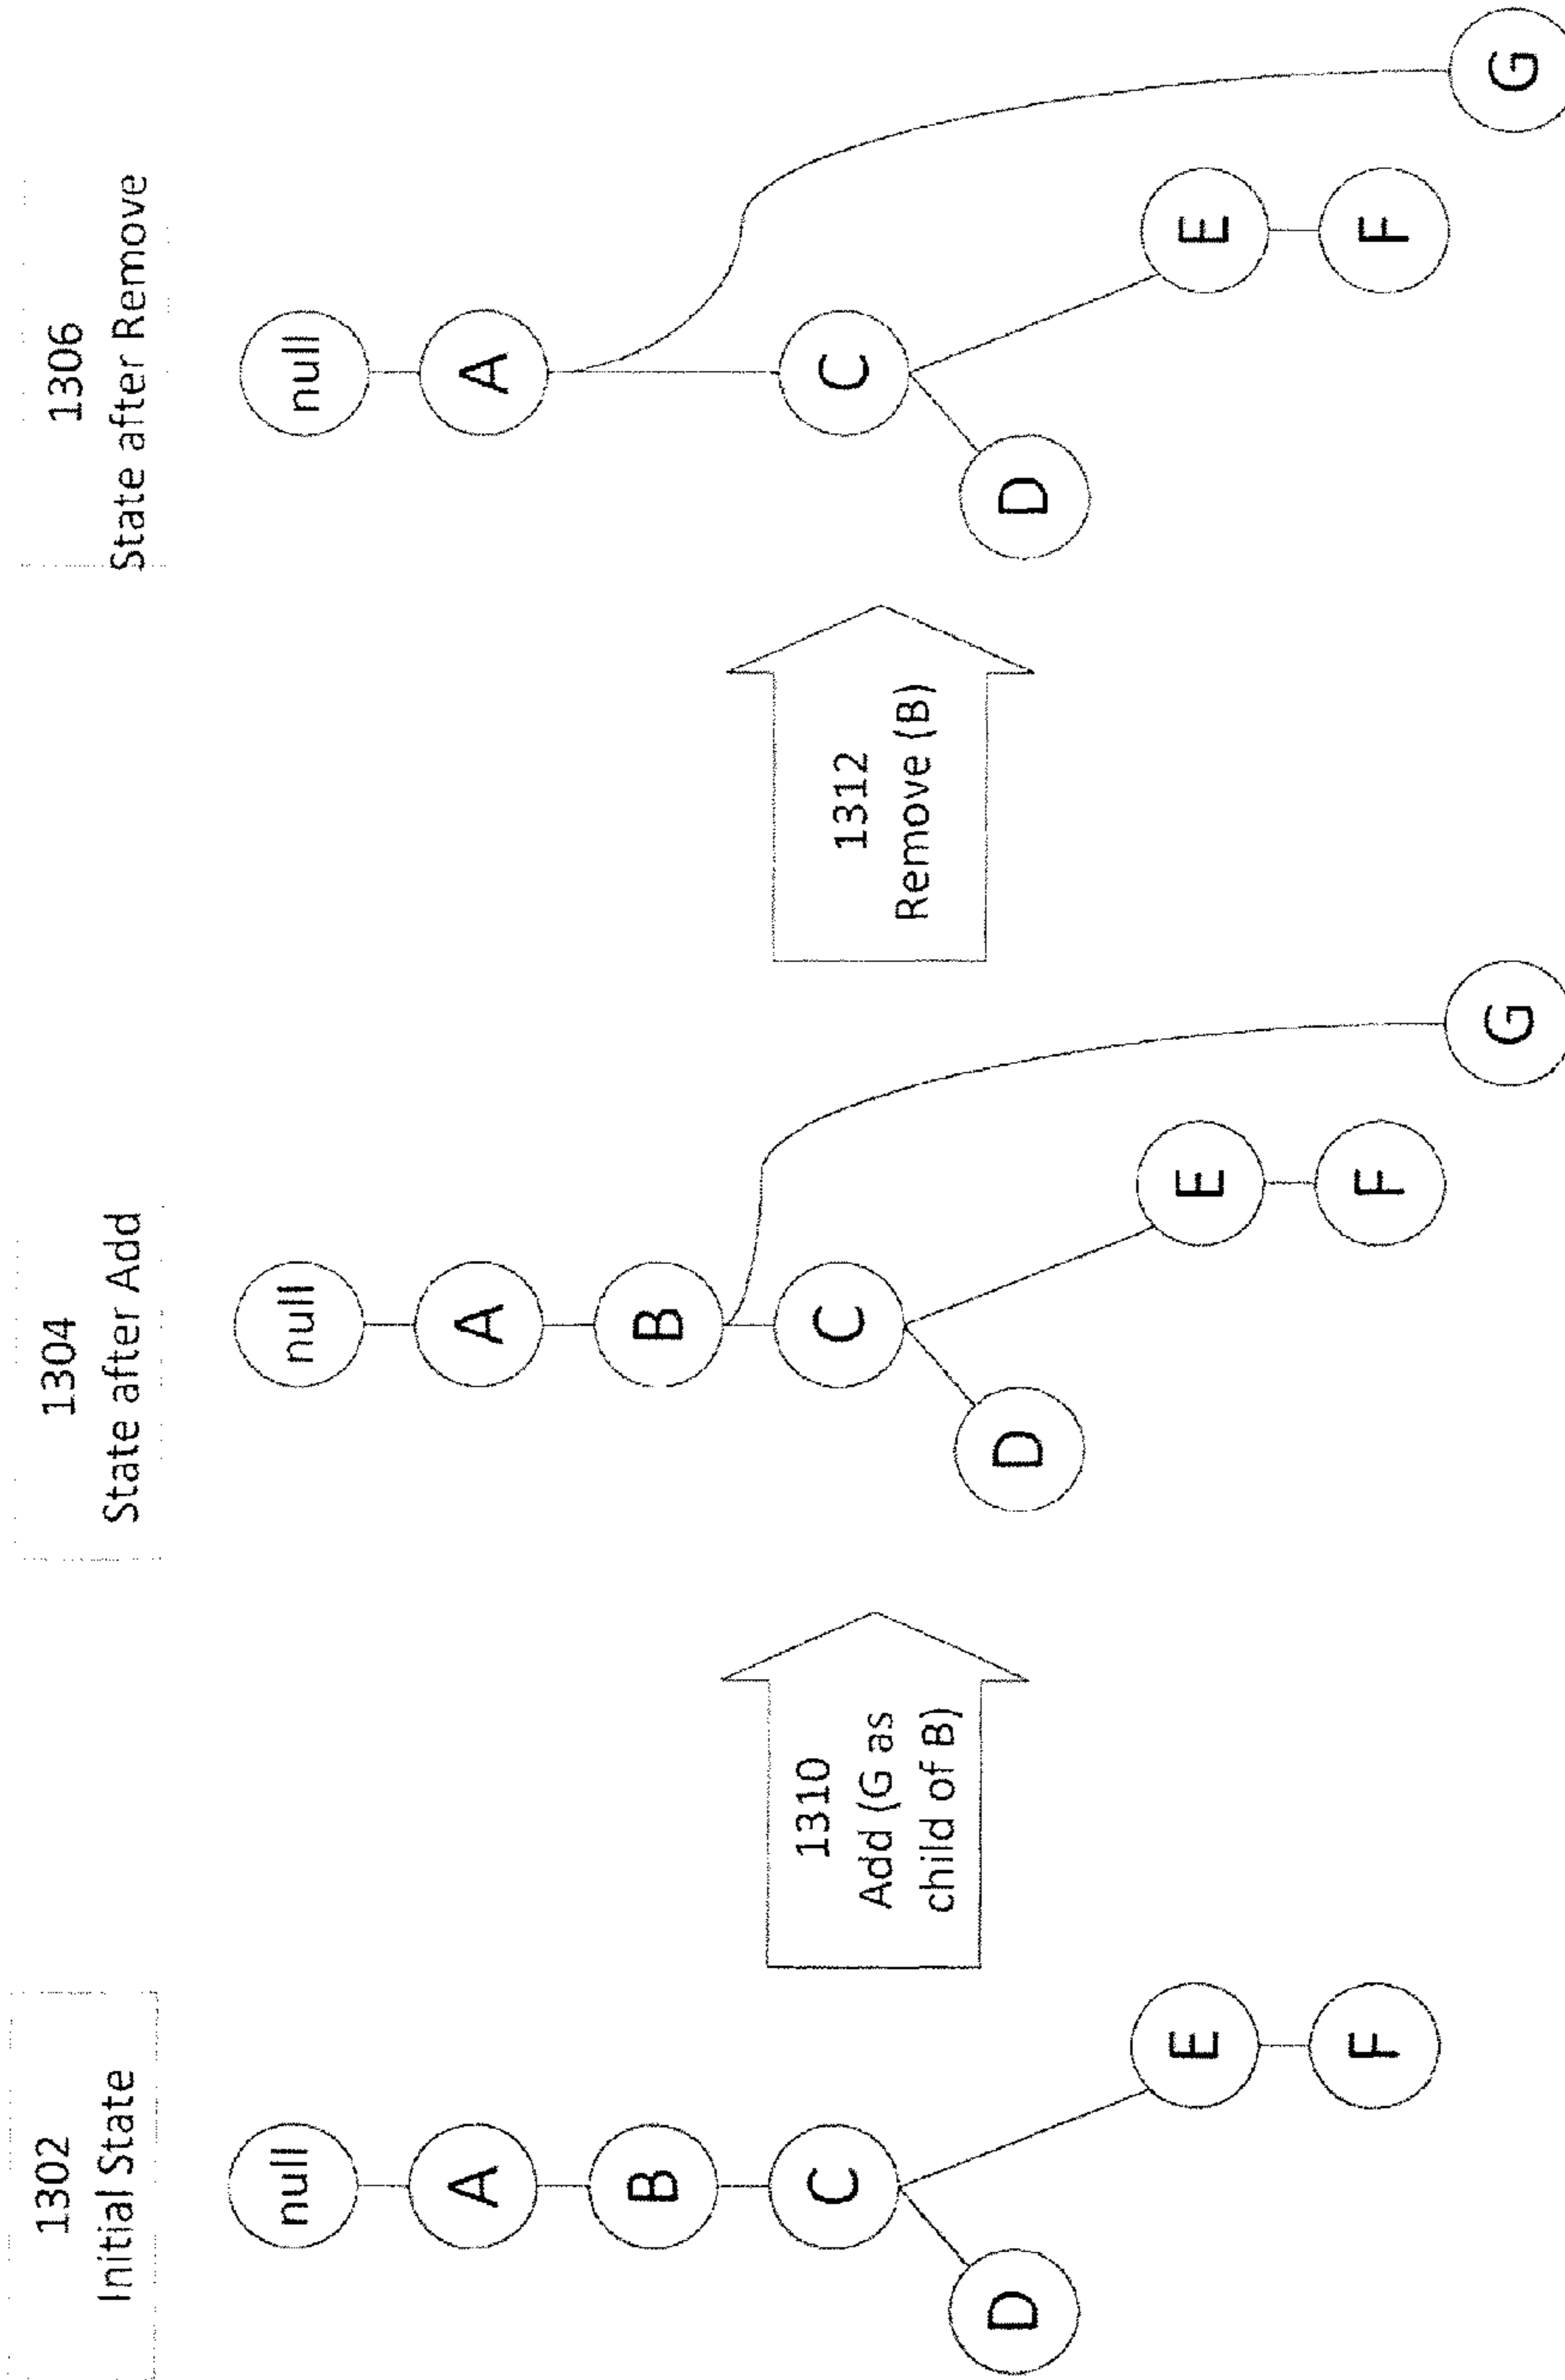 1302
Initial State
null
A
B
C
D
E
F
1310
Add (G as
child of B)
1304
State after Add
null
A
B
C
D
E
F
G
1312
Remove (B)
1306
State after Remove
null
A
C
D
E
F
G